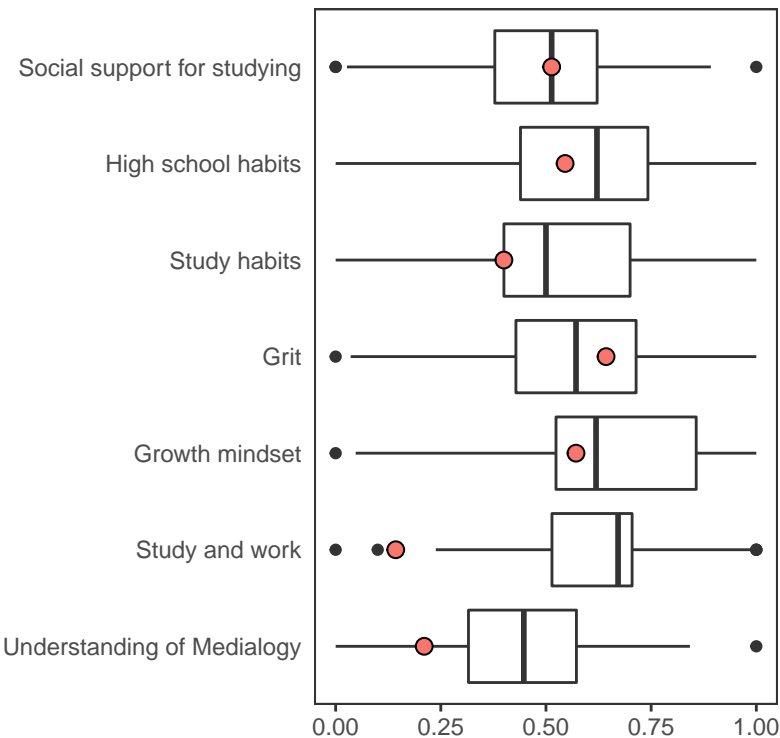 Social support for studying
High school habits
Study habits
Grit
Growth mindset
Study and work
Understanding of Medialogy
0.00 0.25 0.50 0.75 1.00